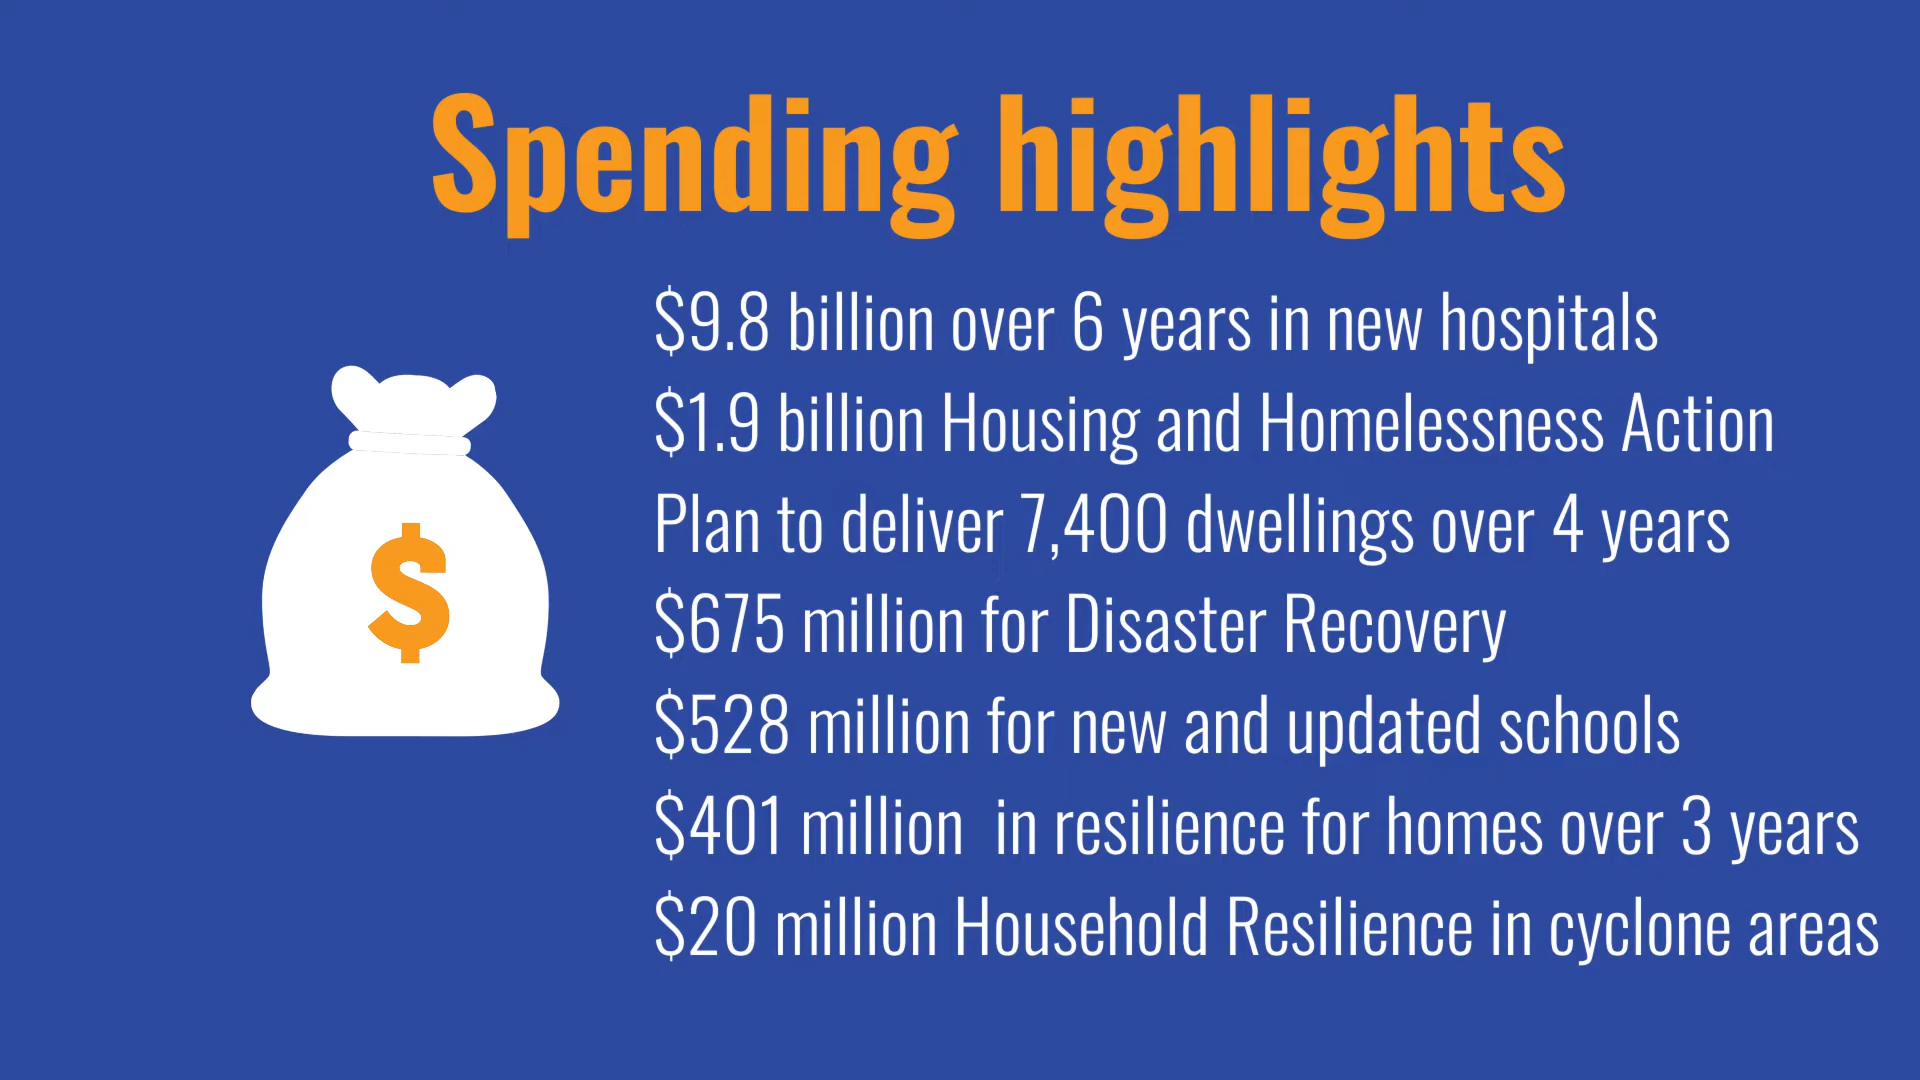 Spending highlights
$9.8 billion over 6 years in new hospitals
$1.9 billion Housing and Homelessness Action
Plan to deliver 7,400 dwellings over 4 years
$675 million for Disaster Recovery
$528 million for new and updated schools
$401 million  in resilience for homes over 3 years
$20 million Household Resilience in cyclone areas
$